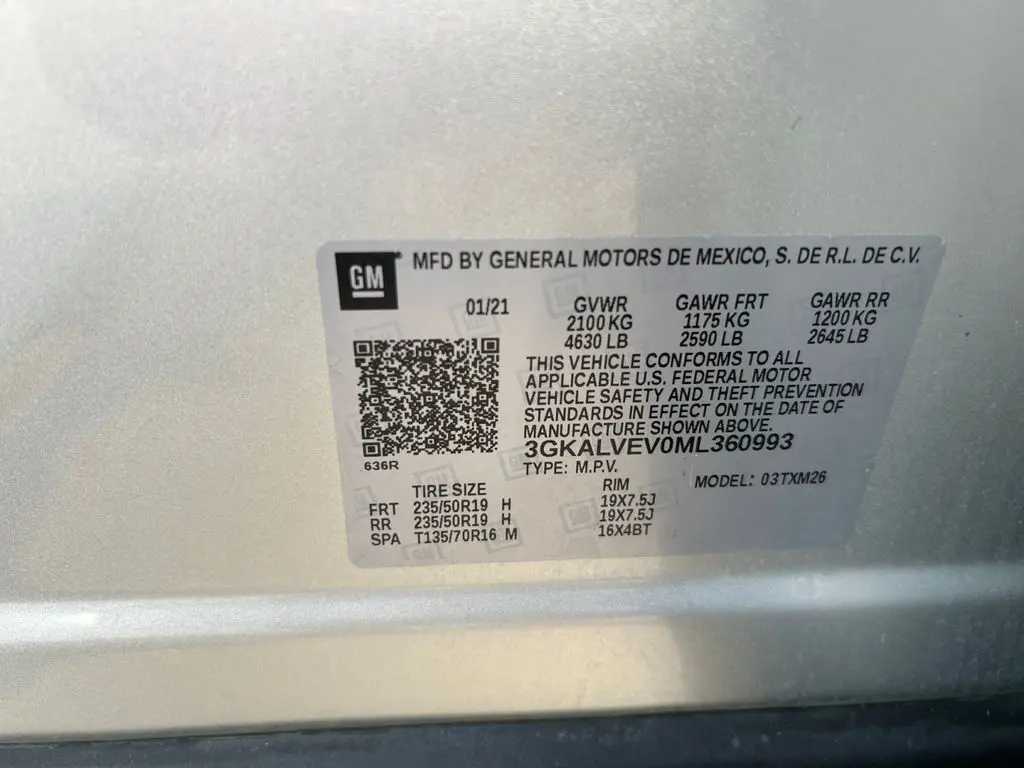 GM® MFD BY GENERAL MOTORS DE MEXICO, S. DE R.L. DE C.V.
01/21 GVWR GAWR FRT GAWR RR
2100 KG 1175 KG 1200 KG
4630 LB 2590 LB 2645 LB
THIS VEHICLE CONFORMS TO ALL
APPLICABLE U.S. FEDERAL MOTOR
VEHICLE SAFETY AND THEFT PREVENTION
STANDARDS IN EFFECT ON THE DATE OF
MANUFACTURE SHOWN ABOVE.
3GKALVEV0ML360993
636R
TYPE: M.P.V. MODEL: 03TXM26
TIRE SIZE RIM
FRT 235/50R19 H 19X7.5J
RR 235/50R19 H 19X7.5J
SPA T135/70R16 M 16X4BT